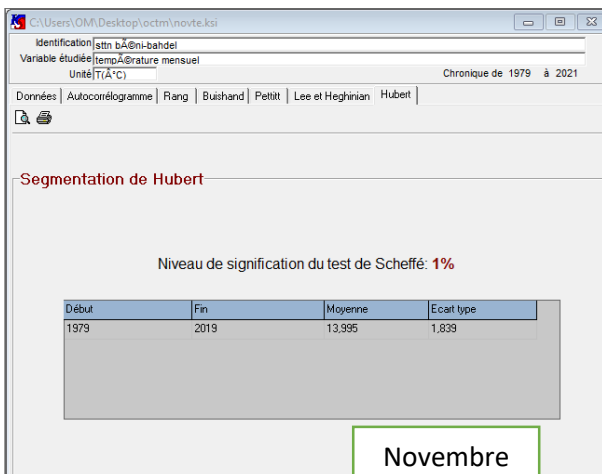 C:\Users\OM\Desktop\octm\novte.ksi
Identification sttn bÃ©ni-bahdel
Variable étudiée tempÃ©rature mensuel
Unité T(Â°C) Chronique de 1979 à 2021
Données Autocorrélogramme Rang Buishand Pettitt Lee et Heghinian Hubert
Segmentation de Hubert
Niveau de signification du test de Scheffé: 1%
Début Fin Moyenne Ecart type
1979 2019 13,995 1,839
Novembre